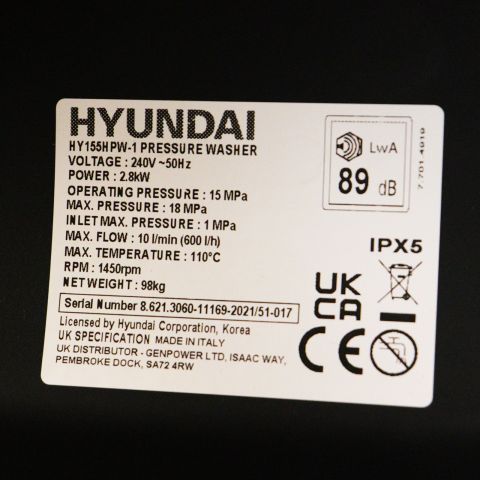 HYUNDAI
HY155HPW-1 PRESSURE WASHER
VOLTAGE : 240V ~50Hz
POWER : 2.8kW
OPERATING PRESSURE : 15 MPa
MAX. PRESSURE : 18 MPa
INLET MAX. PRESSURE : 1 MPa
MAX. FLOW : 10 l/min (600 l/h)
MAX. TEMPERATURE : 110°C
RPM : 1450rpm
NET WEIGHT : 98kg
Serial Number 8.621.3060-11169-2021/51-017
Licensed by Hyundai Corporation, Korea
UK SPECIFICATION MADE IN ITALY
UK DISTRIBUTOR - GENPOWER LTD, ISAAC WAY,
PEMBROKE DOCK, SA72 4RW
LwA
89 dB
7.701-4919
IPX5
UK
CA
CE